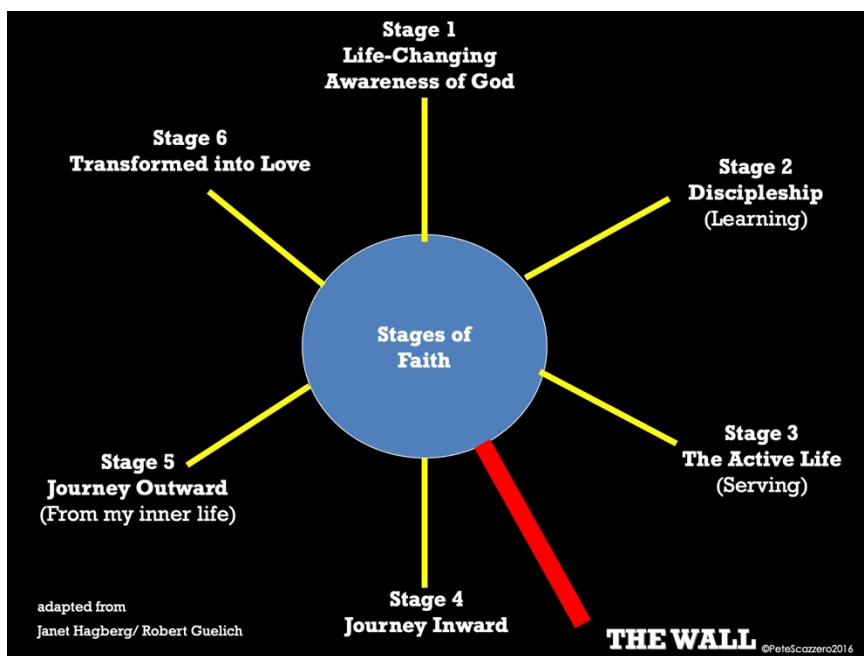 Stage 1
Life-Changing
Awareness of God
Stage 6
Transformed into Love
Stage 2
Discipleship
(Learning)
Stages of
Faith
Stage 3
The Active Life
(Serving)
Stage 5
Journey Outward
(From my inner life)
Stage 4
Journey Inward
adapted from
Janet Hagberg/ Robert Guelich
THE WALL ©PeteScazzero2016